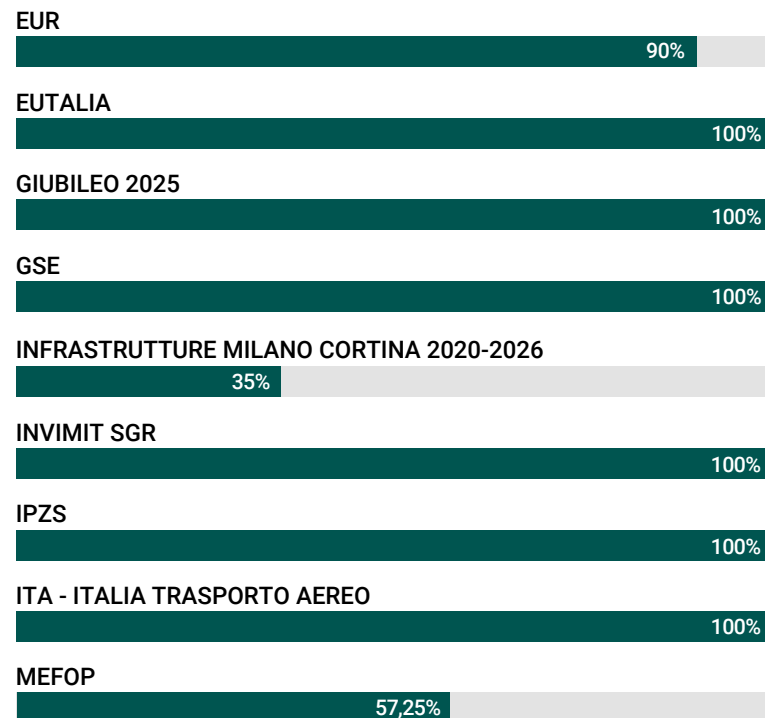 EUR
90%
EUTALIA
100%
GIUBILEO 2025
100%
GSE
100%
INFRASTRUTTURE MILANO CORTINA 2020-2026
35%
INVIMIT SGR
100%
IPZS
100%
ITA - ITALIA TRASPORTO AEREO
100%
MEFOP
57,25%